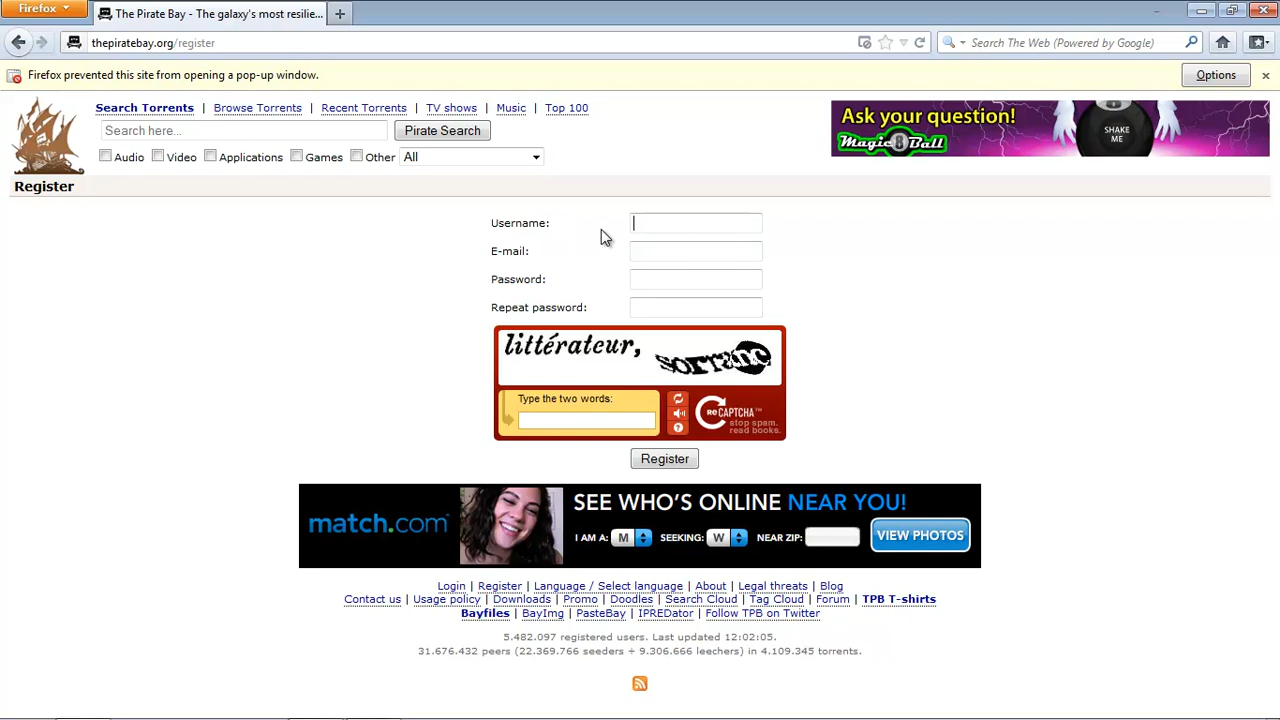 Firefox
The Pirate Bay - The galaxy's most resilie...
thepiratebay.org/register
Search The Web (Powered by Google)
Firefox prevented this site from opening a pop-up window.
Options
Search Torrents | Browse Torrents | Recent Torrents | TV shows | Music | Top 100
Search here...
Pirate Search
Audio Video Applications Games Other All
Ask your question!
Magic 8 Ball
SHAKE
ME
Register
Username:
E-mail:
Password:
Repeat password:
littérateur,
Type the two words:
reCAPTCHA™
stop spam.
read books.
Register
match.com
SEE WHO'S ONLINE NEAR YOU!
I AM A: M SEEKING: W NEAR ZIP:
VIEW PHOTOS
Login | Register | Language / Select language | About | Legal threats | Blog
Contact us | Usage policy | Downloads | Promo | Doodles | Search Cloud | Tag Cloud | Forum | TPB T-shirts
Bayfiles | BayImg | PasteBay | IPREDator | Follow TPB on Twitter
5.482.097 registered users. Last updated 12:02:05.
31.676.432 peers (22.369.766 seeders + 9.306.666 leechers) in 4.109.345 torrents.